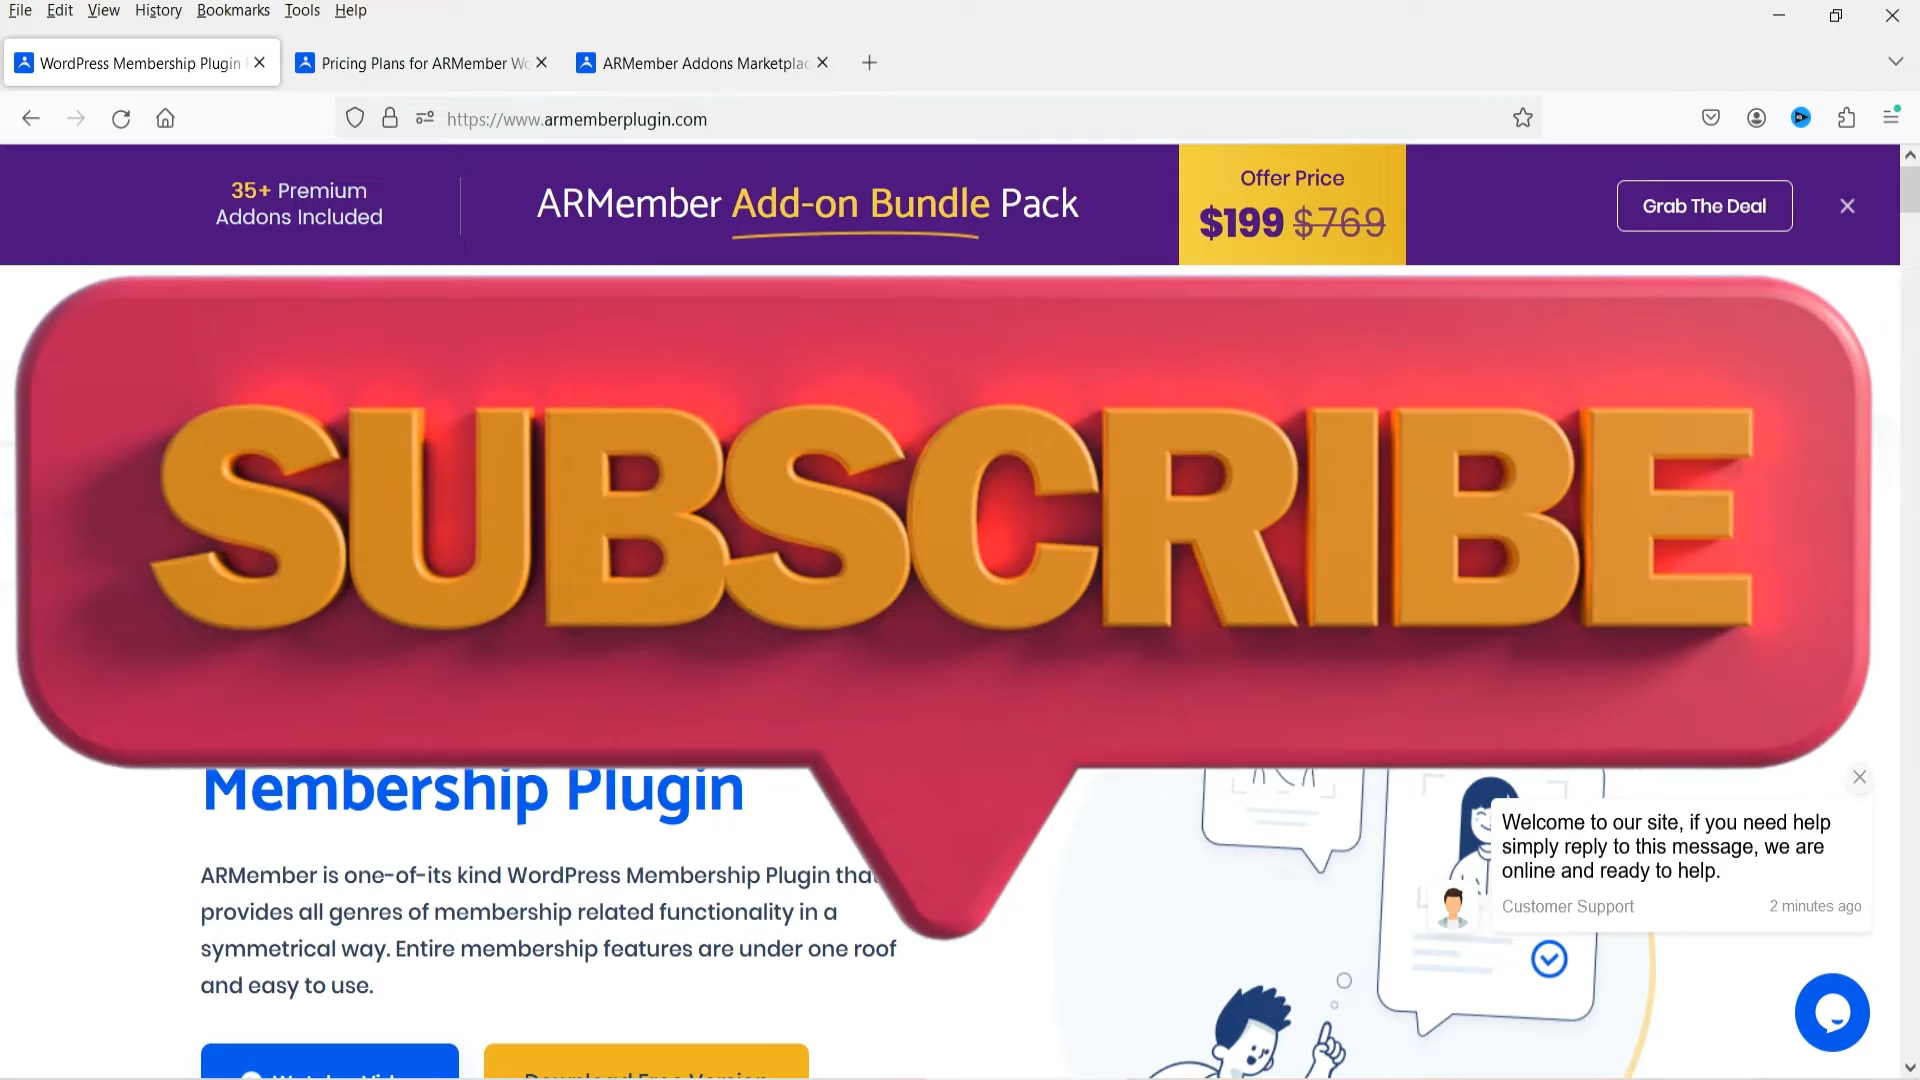 File Edit View History Bookmarks Tools Help
WordPress Membership Plugin
Pricing Plans for ARMember Wo
ARMember Addons Marketplac
https://www.armemberplugin.com
35+ Premium
Addons Included
ARMember Add-on Bundle Pack
Offer Price
$199 $769
Grab The Deal
SUBSCRIBE
Membership Plugin
ARMember is one-of-its kind WordPress Membership Plugin that
provides all genres of membership related functionality in a
symmetrical way. Entire membership features are under one roof
and easy to use.
Welcome to our site, if you need help
simply reply to this message, we are
online and ready to help.
Customer Support
2 minutes ago
Download Free Version